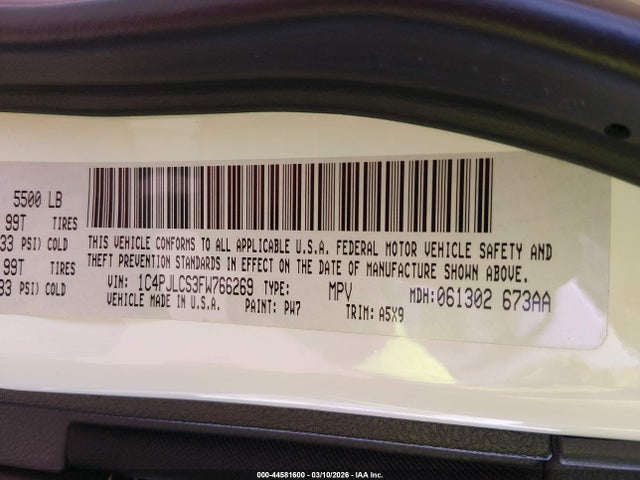 5500 LB
99T TIRES
33 PSI) COLD
99T TIRES
33 PSI) COLD
THIS VEHICLE CONFORMS TO ALL APPLICABLE U.S.A. FEDERAL MOTOR VEHICLE SAFETY AND
THEFT PREVENTION STANDARDS IN EFFECT ON THE DATE OF MANUFACTURE SHOWN ABOVE.
VIN: 1C4PJLCS3FW766269 TYPE: MPV MDH:061302 673AA
VEHICLE MADE IN U.S.A. PAINT: PW7 TRIM: A5X9
000-44581600 - 03/10/2026 - IAA Inc.